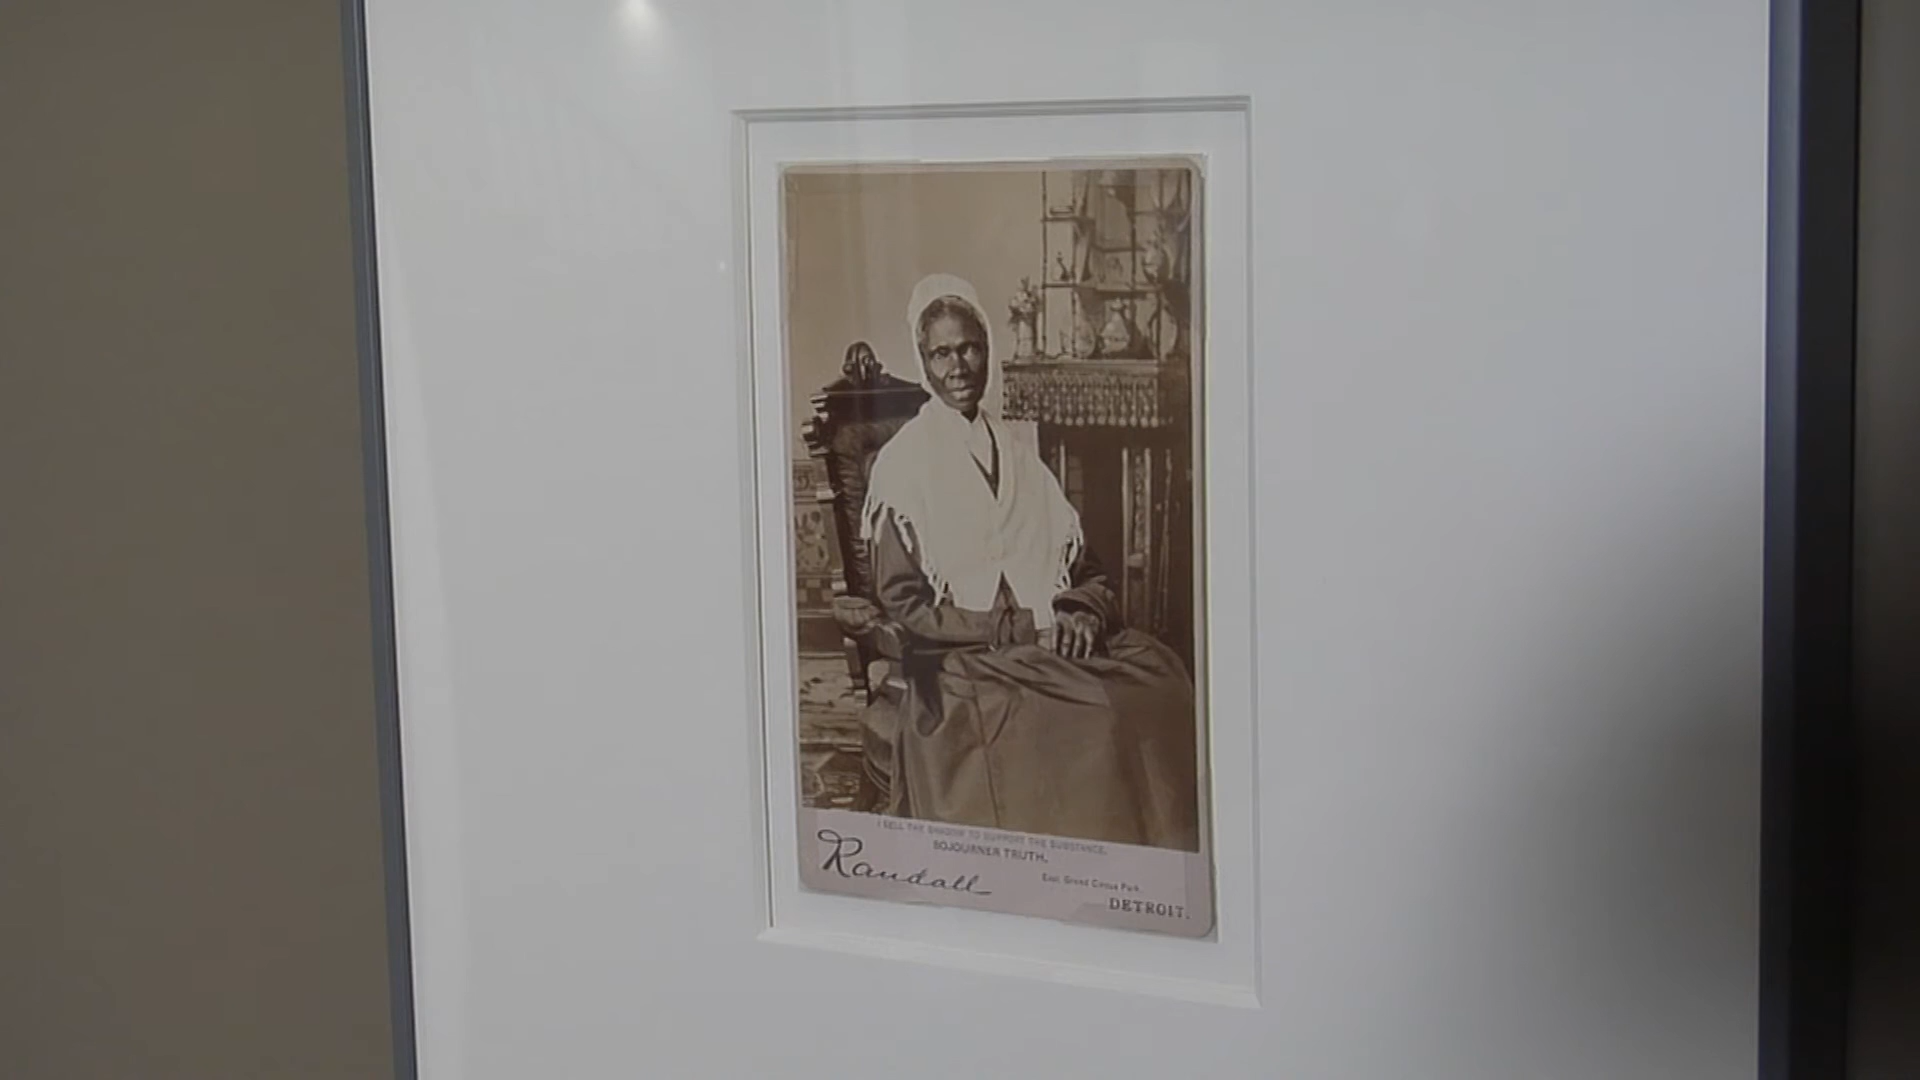 I SELL THE SHADOW TO SUPPORT THE SUBSTANCE.
SOJOURNER TRUTH.
Randall
East Grand Circus Park.
DETROIT.